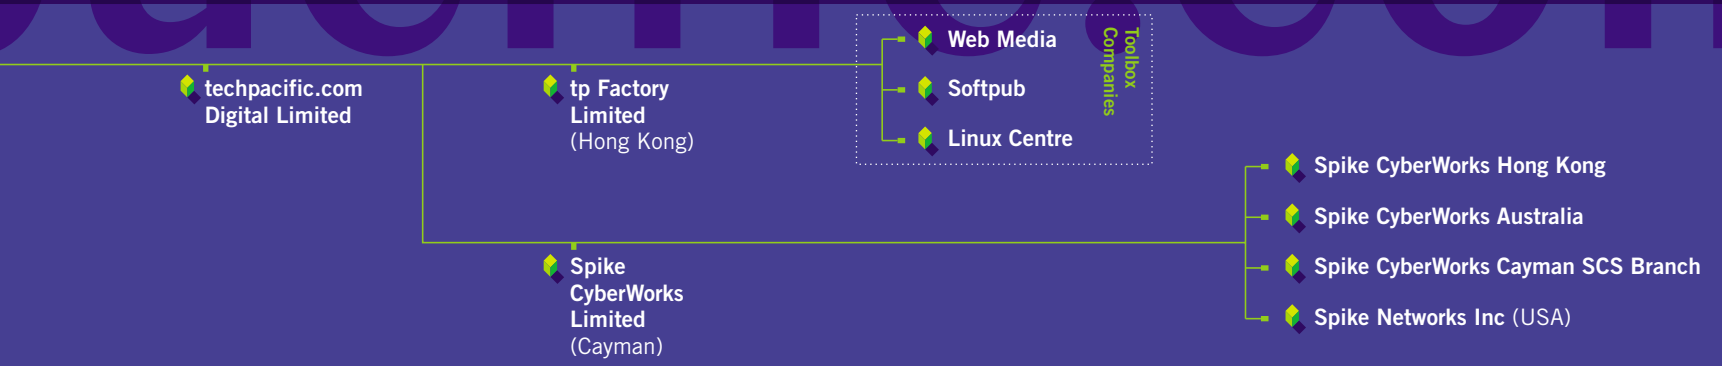 techpacific.com
Digital Limited
tp Factory
Limited
(Hong Kong)
Web Media
Softpub
Linux Centre
Toolbox
Companies
Spike
CyberWorks
Limited
(Cayman)
Spike CyberWorks Hong Kong
Spike CyberWorks Australia
Spike CyberWorks Cayman SCS Branch
Spike Networks Inc (USA)